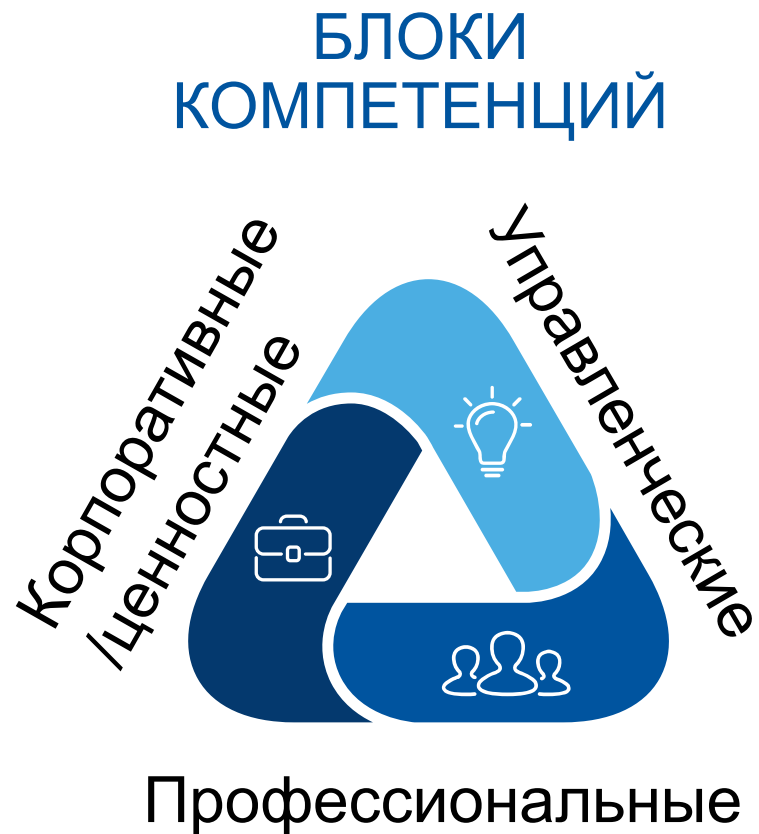 БЛОКИ
КОМПЕТЕНЦИЙ
Корпоративные
/ценностные
Управленческие
Профессиональные